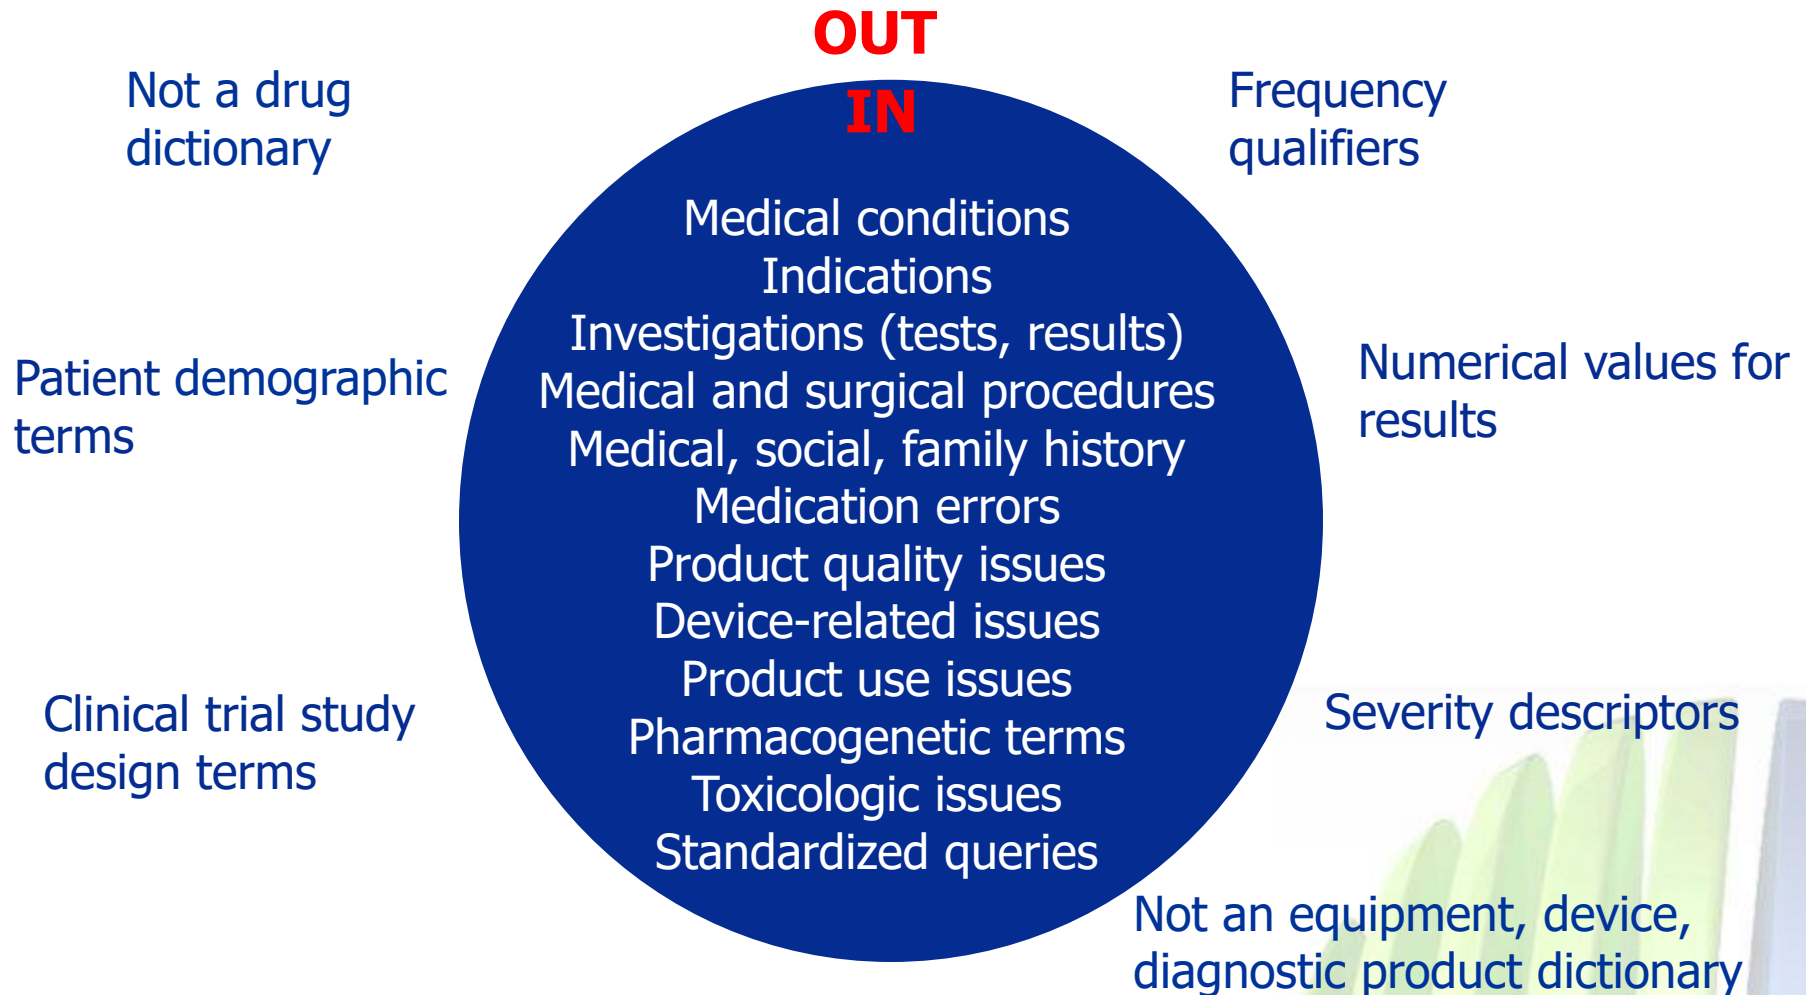 OUT
IN
Not a drug
dictionary
Frequency
qualifiers
Medical conditions
Indications
Investigations (tests, results)
Medical and surgical procedures
Medical, social, family history
Medication errors
Product quality issues
Device-related issues
Product use issues
Pharmacogenetic terms
Toxicologic issues
Standardized queries
Patient demographic
terms
Numerical values for
results
Clinical trial study
design terms
Severity descriptors
Not an equipment, device,
diagnostic product dictionary